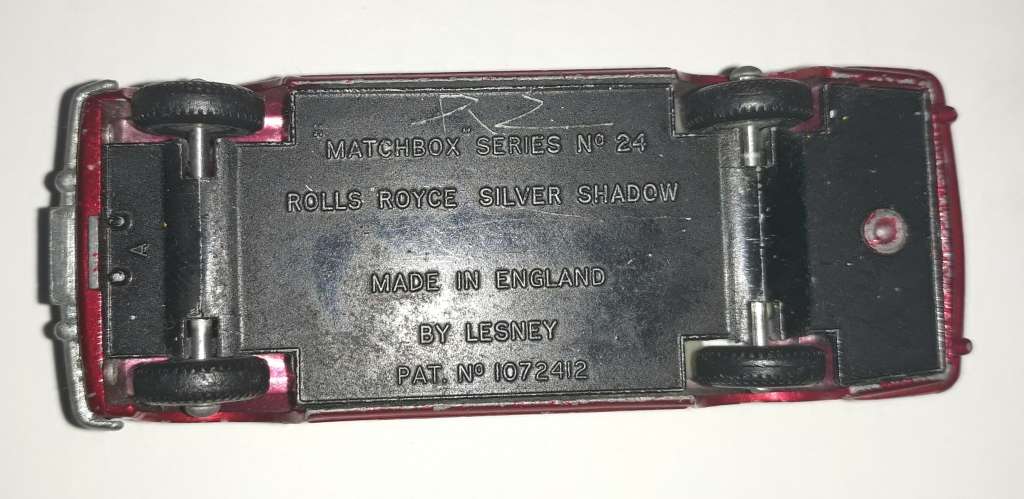 "MATCHBOX" SERIES Nº 24
ROLLS ROYCE SILVER SHADOW
A
MADE IN ENGLAND
BY LESNEY
PAT. Nº 1072412